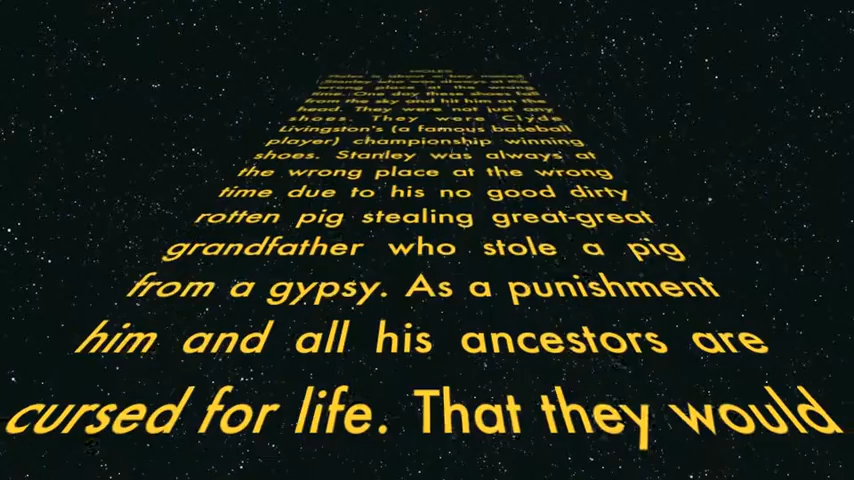 HOLES
Holes is about a boy named
Stanley who was always at the
wrong place at the wrong
time. One day these shoes fell
from the sky and hit him on the
head. They were not just any
shoes. They were Clyde
Livingston's (a famous baseball
player) championship winning
shoes. Stanley was always at
the wrong place at the wrong
time due to his no good dirty
rotten pig stealing great-great
grandfather who stole a pig
from a gypsy. As a punishment
him and all his ancestors are
cursed for life. That they would